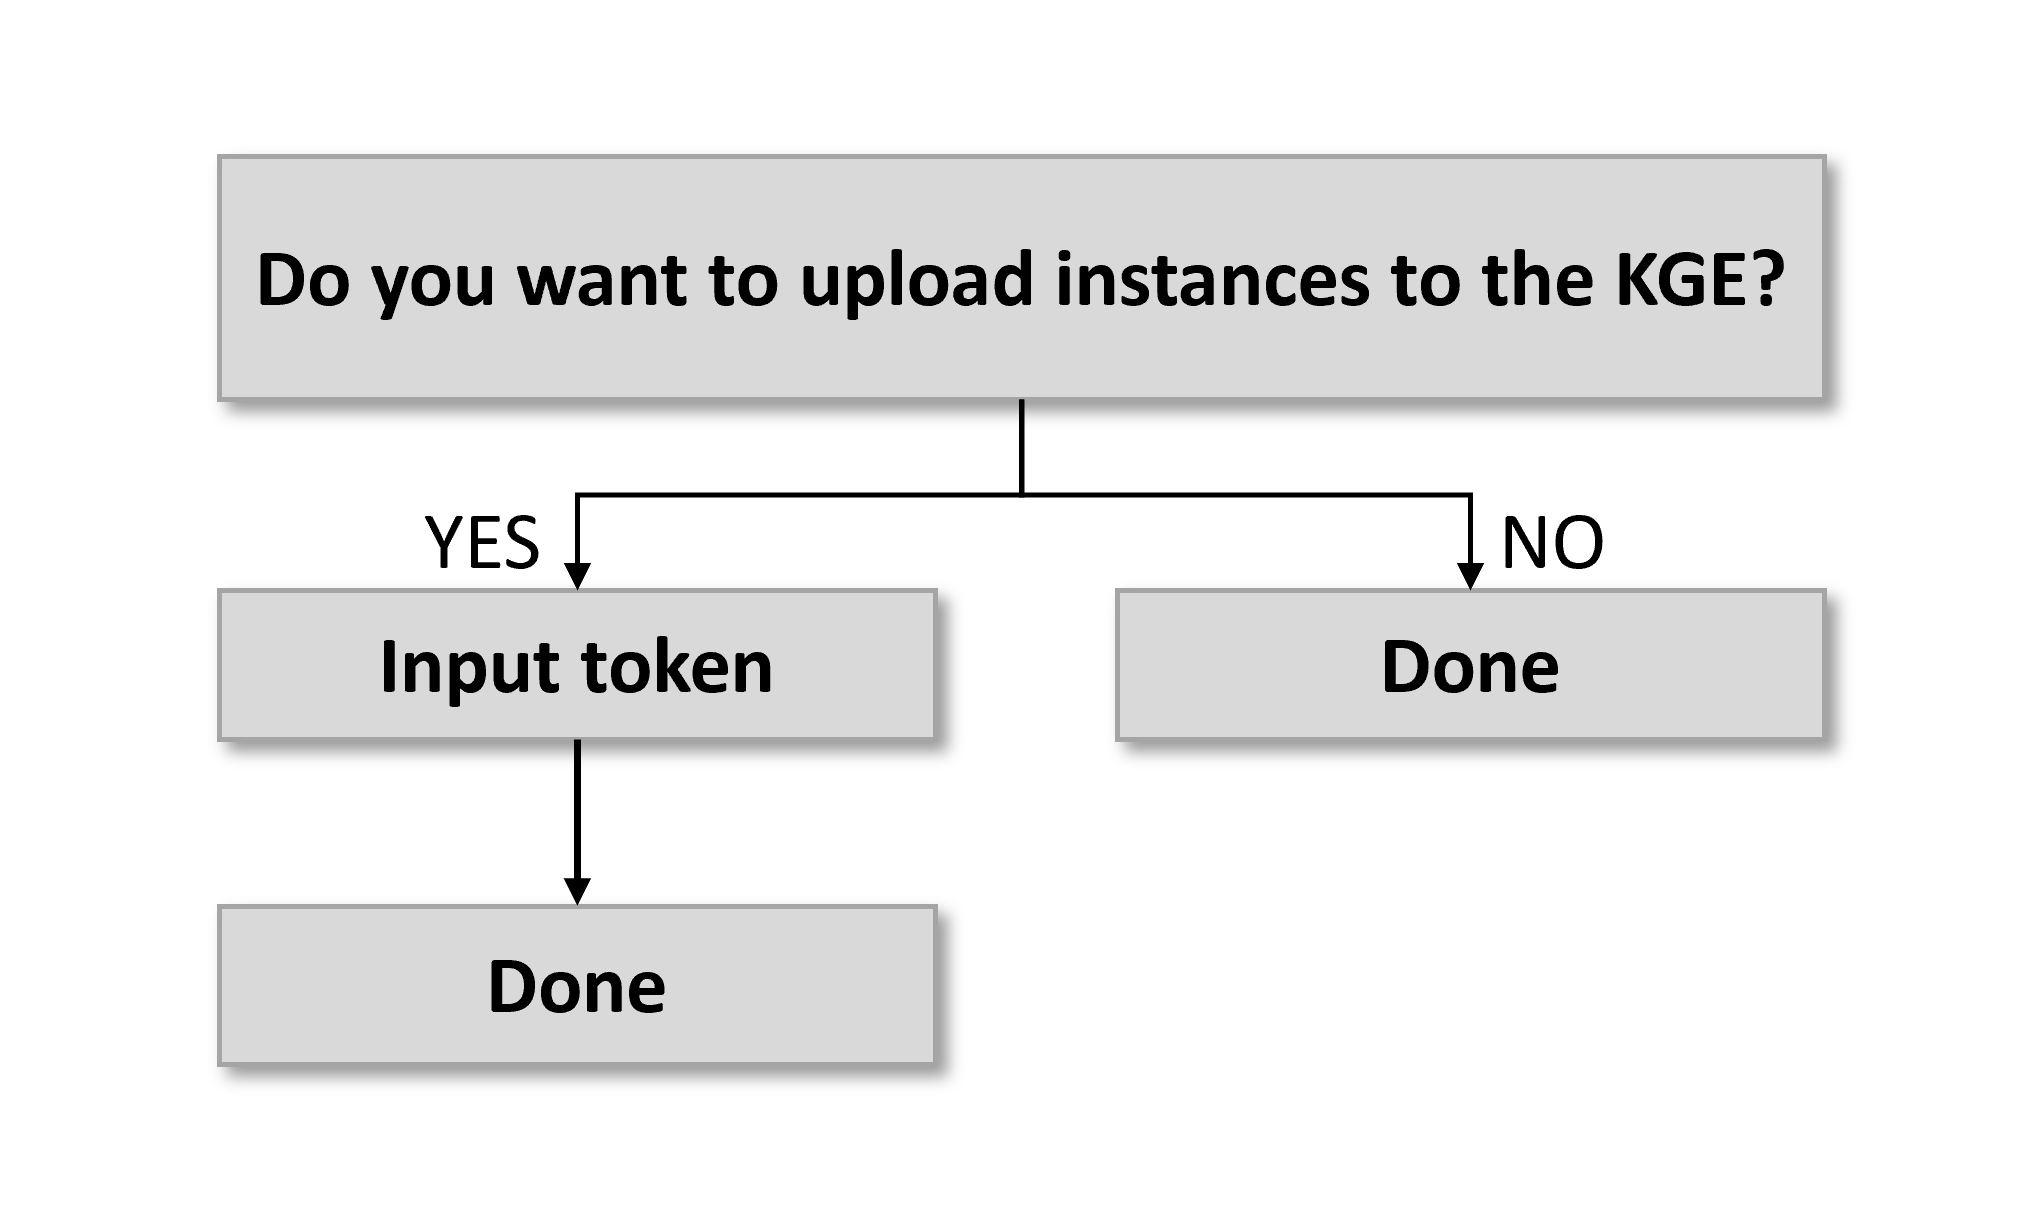 Do you want to upload instances to the KGE?
YES
NO
Input token
Done
Done